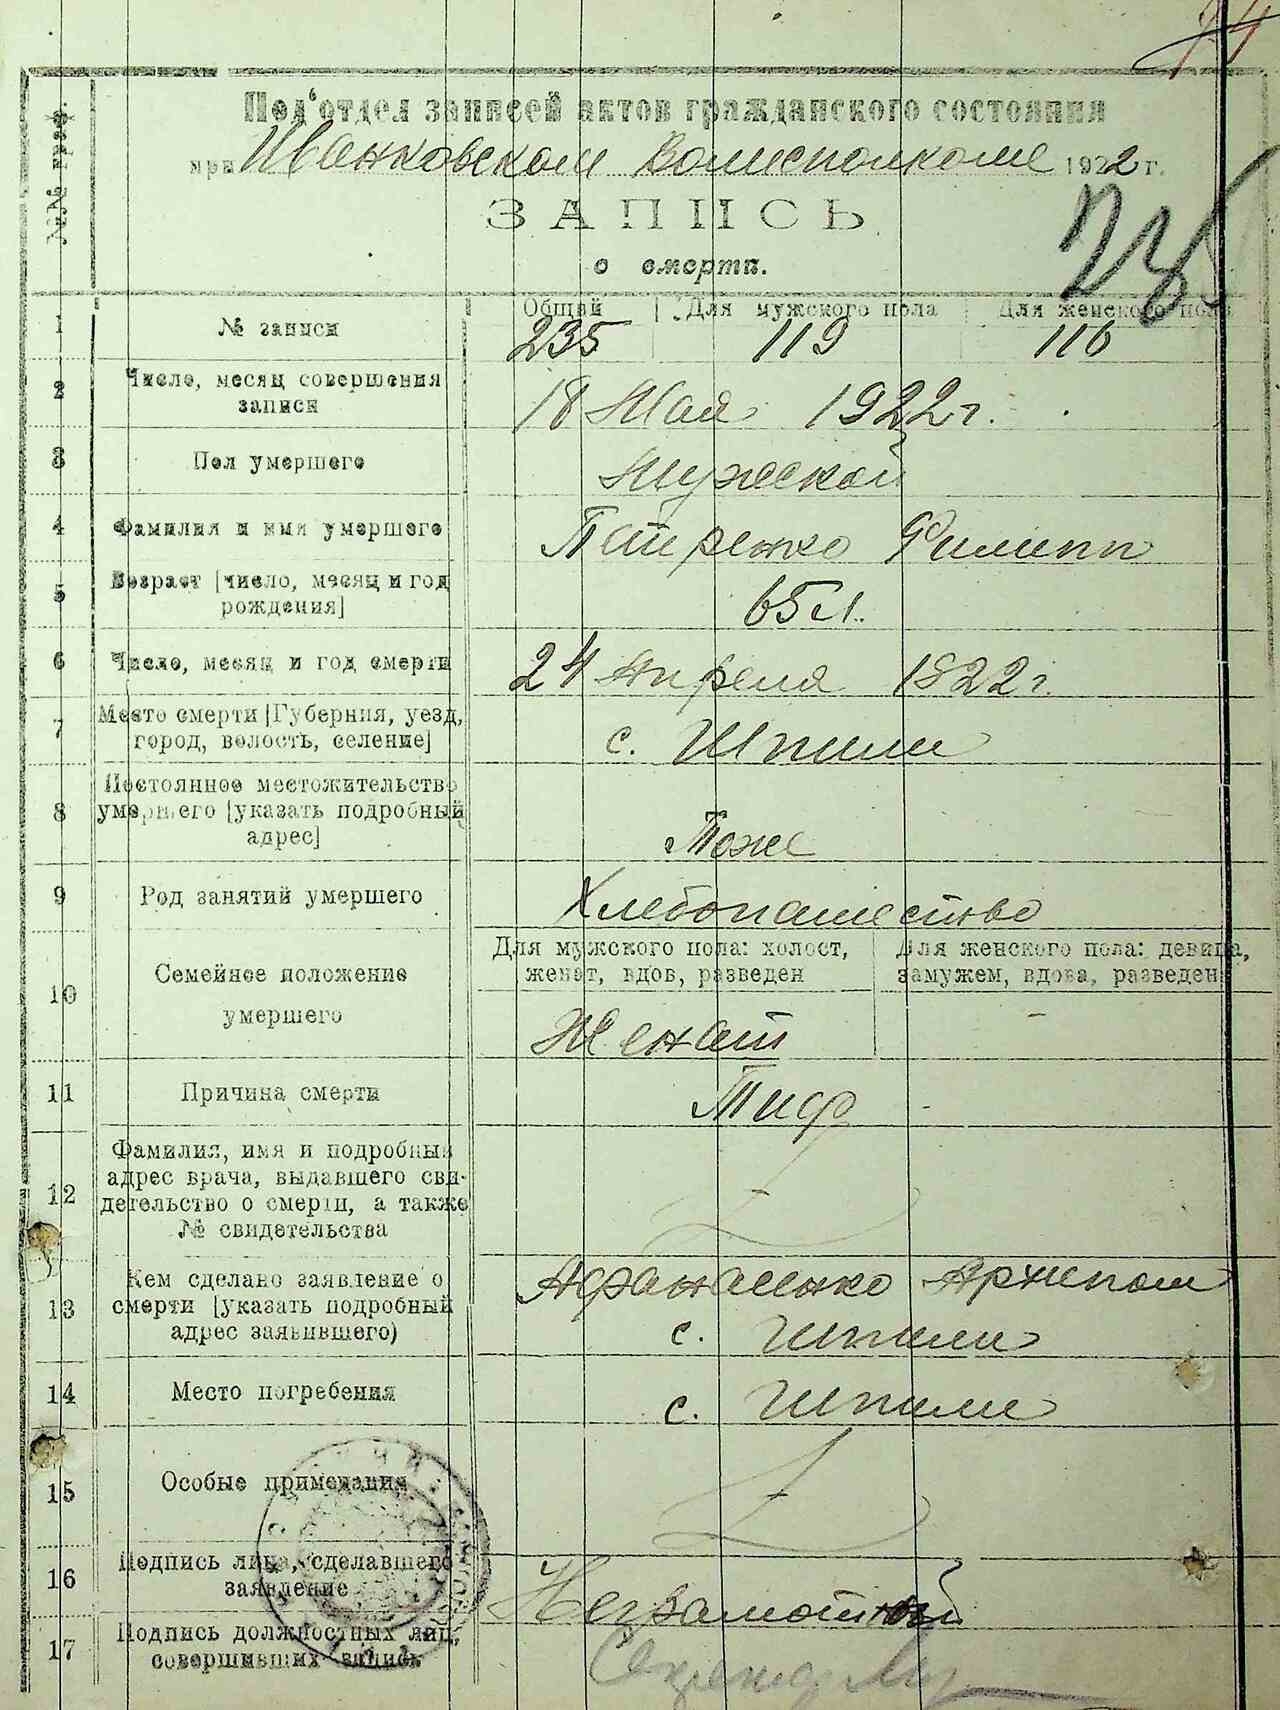 74
№№ граф.
Под'отдел записей актов гражданского состояния
при Иванковском Волисполкоме 1922 г.
ЗАПИСЬ
о смерти.
1 № записи Общий Для мужского пола Для женского пола
235 119 116
2 Число, месяц совершения записи 18 Мая 1922 г.
3 Пол умершего Мужской
4 Фамилия и имя умершего Патренко Филипп
5 Возраст [число, месяц и год рождения] 65 л.
6 Число, месяц и год смерти 24 Апреля 1922 г.
7 Место смерти [Губерния, уезд, город, волость, селение] с. Шпили
8 Постоянное местожительство умершего [указать подробный адрес] Тоже
9 Род занятий умершего Хлебопашество
10 Семейное положение умершего Для мужского пола: холост, женат, вдов, разведен Для женского пола: девица, замужем, вдова, разведена
Женат -
11 Причина смерти Тиф
12 Фамилия, имя и подробный адрес врача, выдавшего свидетельство о смерти, а также № свидетельства
13 Кем сделано заявление о смерти [указать подробный адрес заявившего) Афанасенко Архипом
с. Шпили
14 Место погребения с. Шпили
15 Особые примечания
16 Подпись лица, сделавшего заявление Неграмотный
17 Подпись должностных лиц, совершивших запись